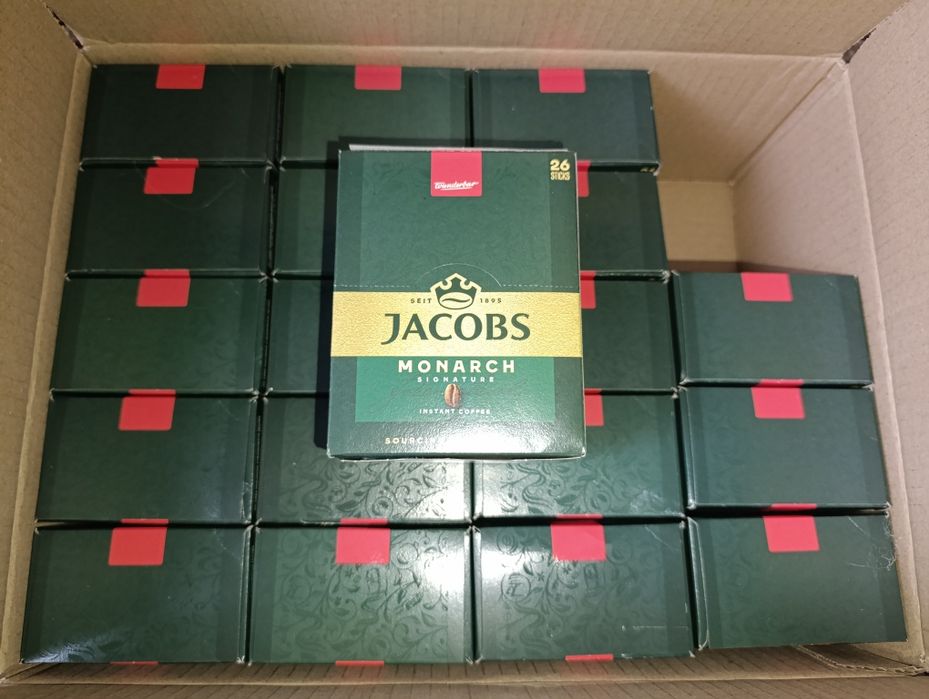 Wunderbar
26
STICKS
SEIT 1895
JACOBS
MONARCH
SIGNATURE
INSTANT COFFEE